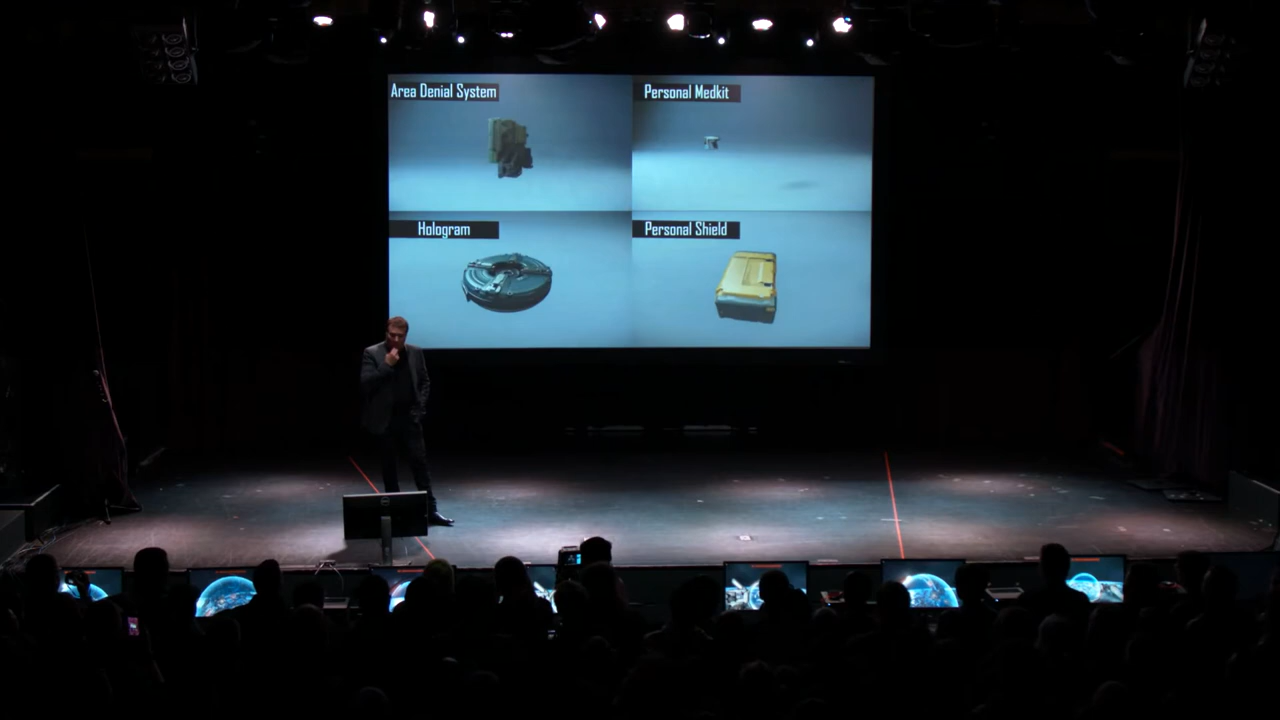 Area Denial System
Personal Medkit
Hologram
Personal Shield